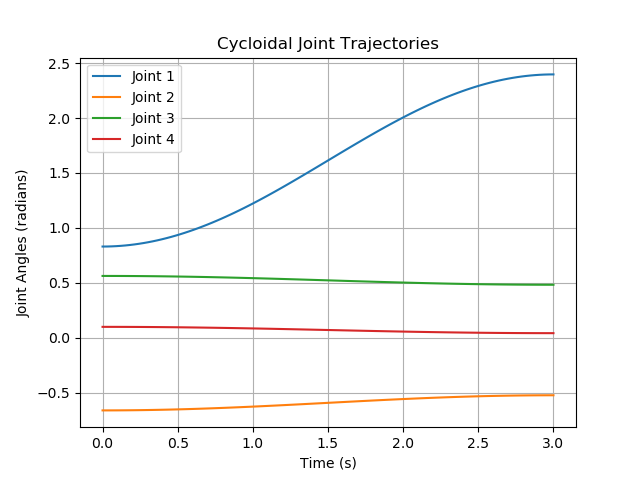 Cycloidal Joint Trajectories
Joint 1
Joint 2
Joint 3
Joint 4
Joint Angles (radians)
2.5
2.0
1.5
1.0
0.5
0.0
−0.5
0.0 0.5 1.0 1.5 2.0 2.5 3.0
Time (s)